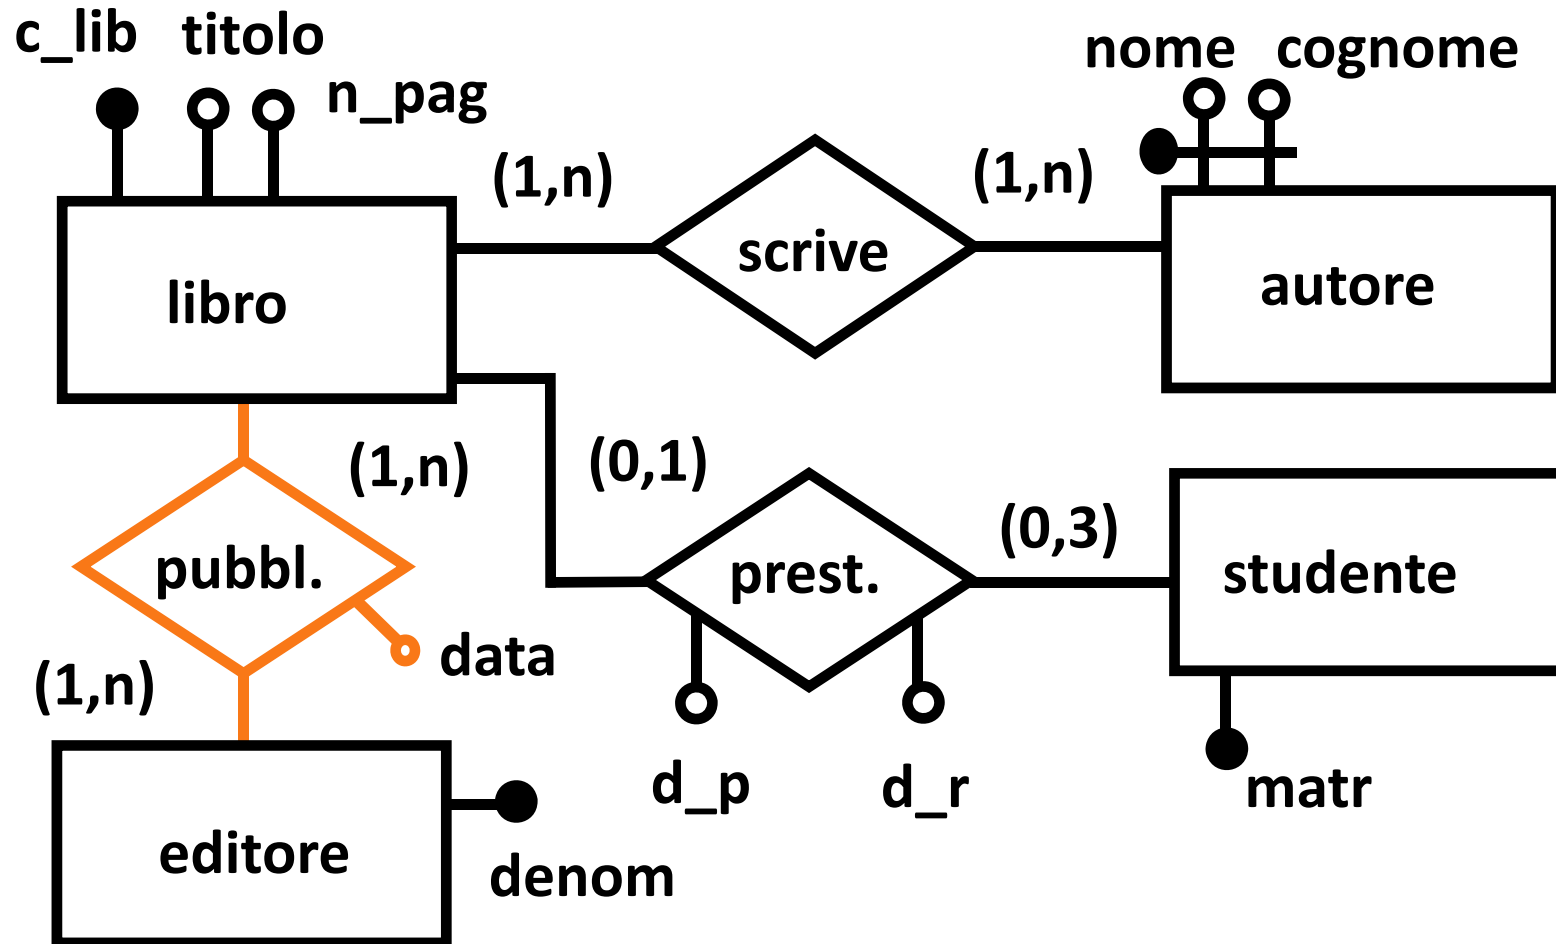 c_lib
titolo
n_pag
nome
cognome
(1,n)
scrive
(1,n)
libro
autore
(1,n)
(0,1)
(0,3)
pubbl.
prest.
studente
data
(1,n)
d_p
d_r
matr
editore
denom